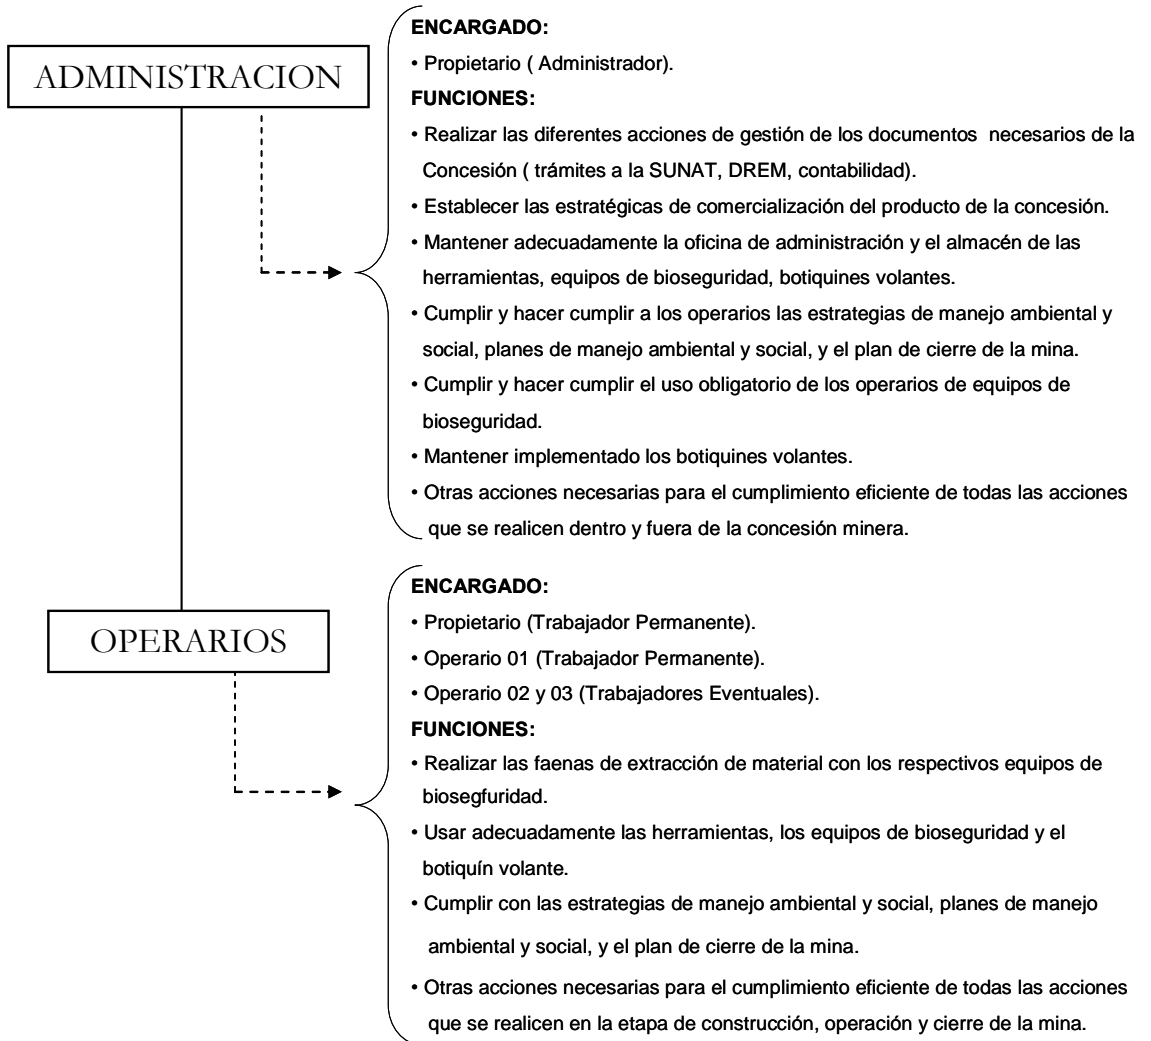 ADMINISTRACION
ENCARGADO:
• Propietario ( Administrador).
FUNCIONES:
• Realizar las diferentes acciones de gestión de los documentos necesarios de la
Concesión ( trámites a la SUNAT, DREM, contabilidad).
• Establecer las estratégicas de comercialización del producto de la concesión.
• Mantener adecuadamente la oficina de administración y el almacén de las
herramientas, equipos de bioseguridad, botiquines volantes.
• Cumplir y hacer cumplir a los operarios las estrategias de manejo ambiental y
social, planes de manejo ambiental y social, y el plan de cierre de la mina.
• Cumplir y hacer cumplir el uso obligatorio de los operarios de equipos de
bioseguridad.
• Mantener implementado los botiquines volantes.
• Otras acciones necesarias para el cumplimiento eficiente de todas las acciones
que se realicen dentro y fuera de la concesión minera.
OPERARIOS
ENCARGADO:
• Propietario (Trabajador Permanente).
• Operario 01 (Trabajador Permanente).
• Operario 02 y 03 (Trabajadores Eventuales).
FUNCIONES:
• Realizar las faenas de extracción de material con los respectivos equipos de
biosegfuridad.
• Usar adecuadamente las herramientas, los equipos de bioseguridad y el
botiquín volante.
• Cumplir con las estrategias de manejo ambiental y social, planes de manejo
ambiental y social, y el plan de cierre de la mina.
• Otras acciones necesarias para el cumplimiento eficiente de todas las acciones
que se realicen en la etapa de construcción, operación y cierre de la mina.